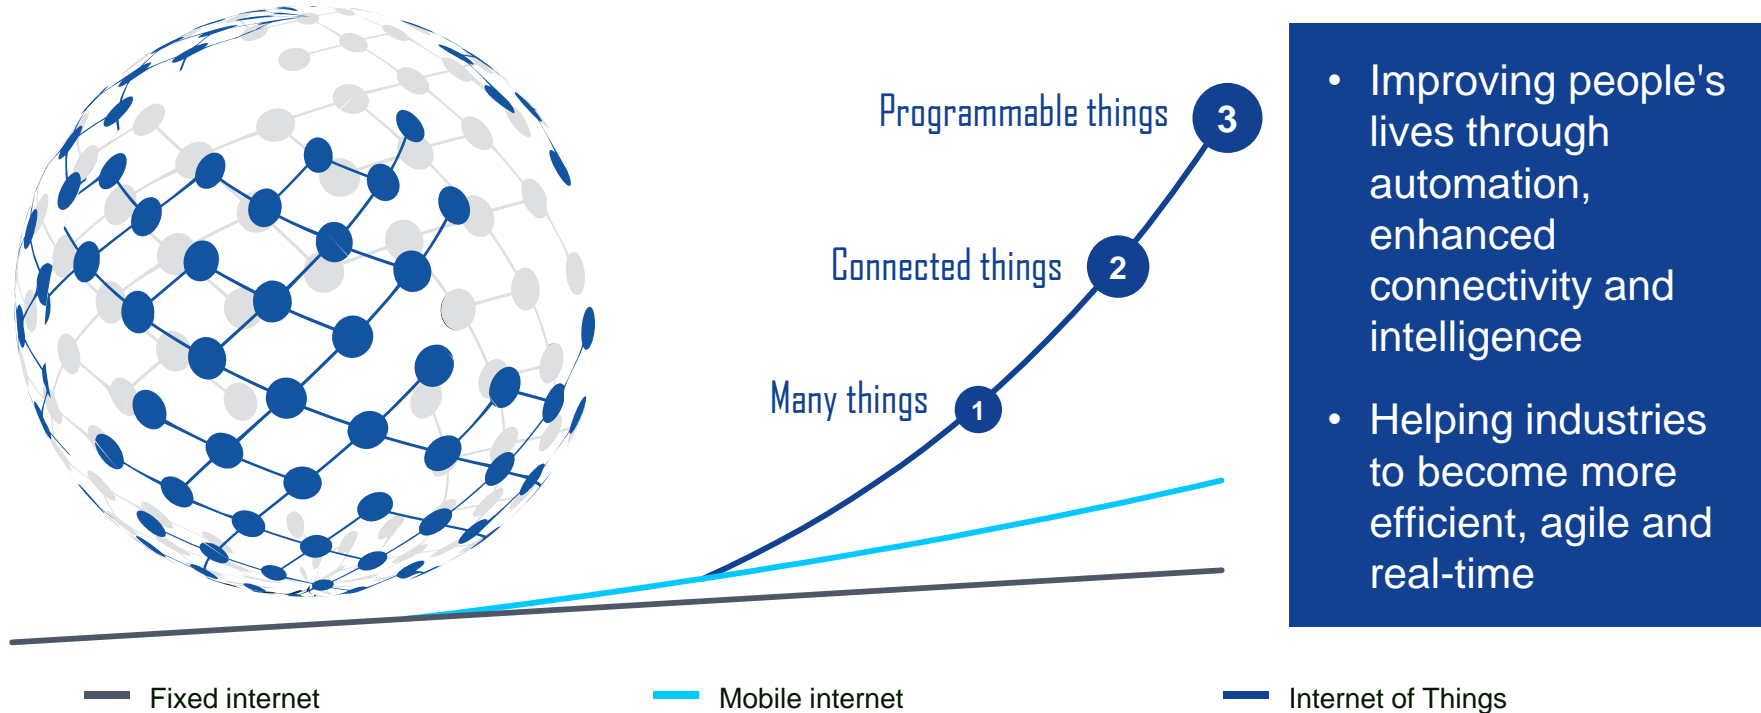 Programmable things
3
Connected things
2
Many things
1
• Improving people's
lives through
automation,
enhanced
connectivity and
intelligence
• Helping industries
to become more
efficient, agile and
real-time
Fixed internet
Mobile internet
Internet of Things